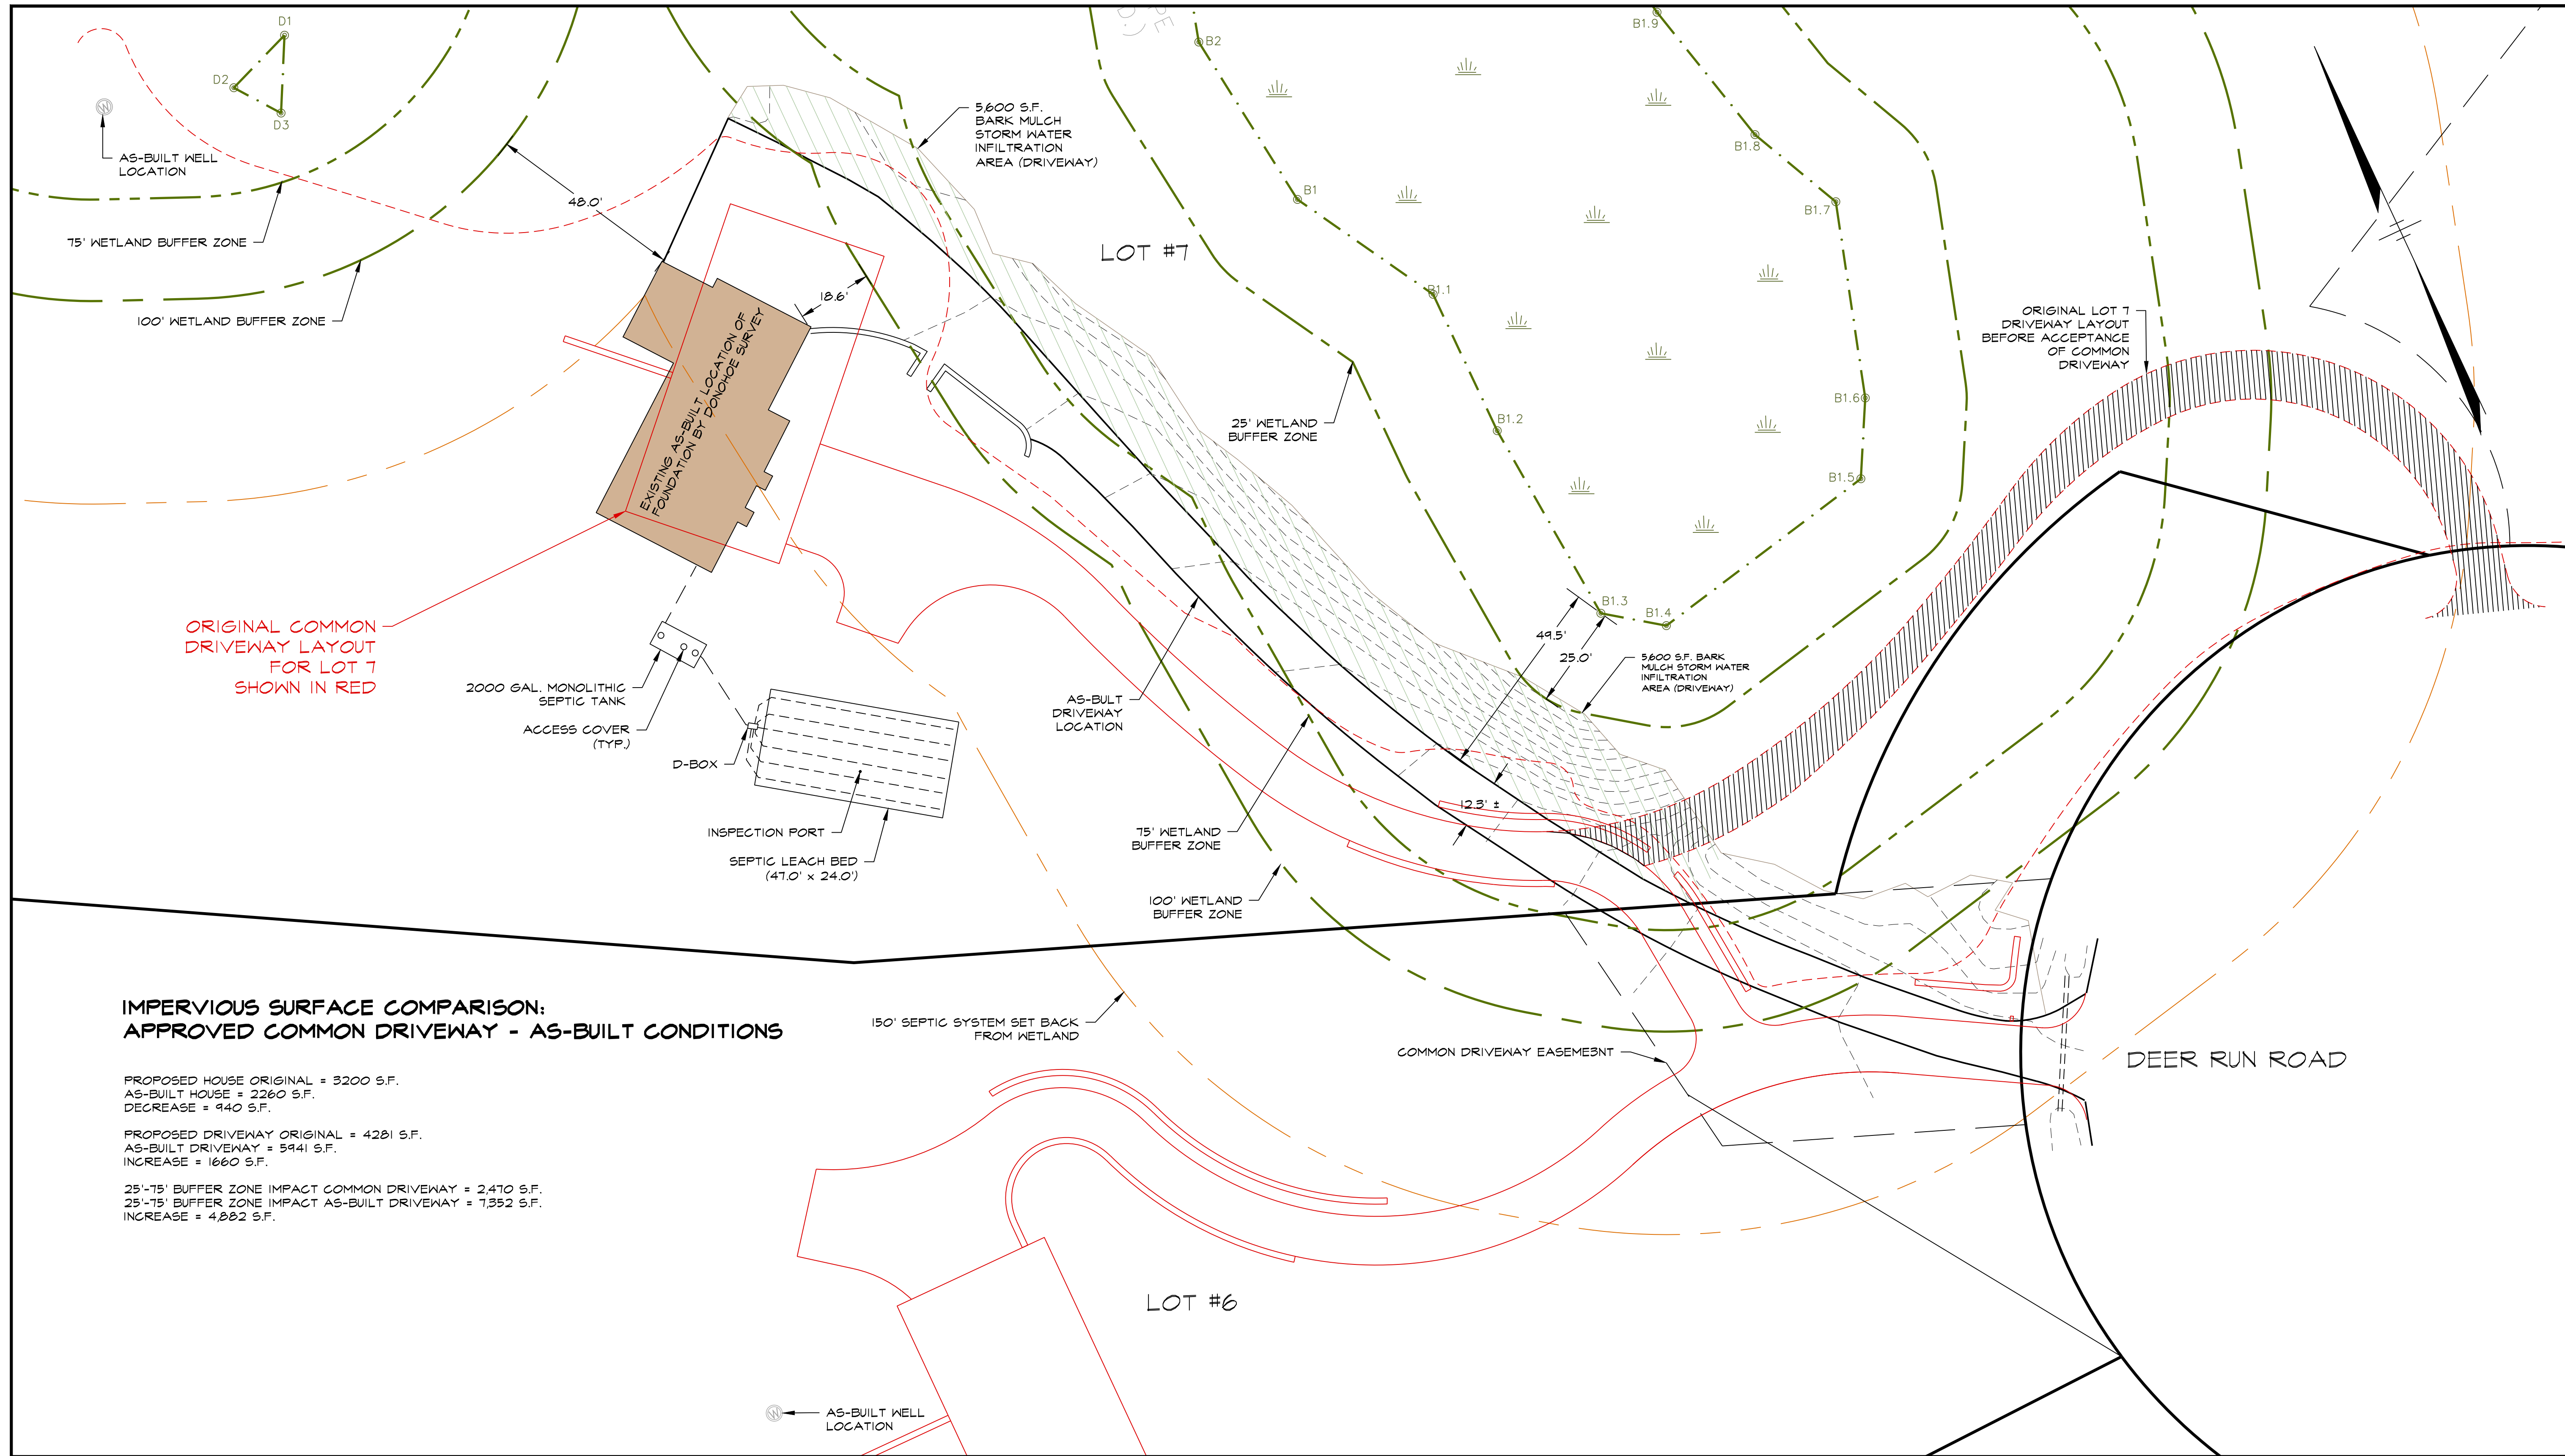 D1
D2
D3
AS-BUILT WELL
LOCATION
75' WETLAND BUFFER ZONE
100' WETLAND BUFFER ZONE
48.0'
18.6'
5,600 S.F.
BARK MULCH
STORM WATER
INFILTRATION
AREA (DRIVEWAY)
PE
D.)
B2
B1
B1.1
B1.2
B1.3
B1.4
B1.5
B1.6
B1.7
B1.8
B1.9
LOT #7
25' WETLAND
BUFFER ZONE
ORIGINAL LOT 7
DRIVEWAY LAYOUT
BEFORE ACCEPTANCE
OF COMMON
DRIVEWAY
EXISTING AS-BUILT LOCATION OF
FOUNDATION BY DONOHOE SURVEY
ORIGINAL COMMON
DRIVEWAY LAYOUT
FOR LOT 7
SHOWN IN RED
2000 GAL. MONOLITHIC
SEPTIC TANK
ACCESS COVER
(TYP.)
D-BOX
INSPECTION PORT
SEPTIC LEACH BED
(47.0' x 24.0')
AS-BULT
DRIVEWAY
LOCATION
49.5'
25.0'
5,600 S.F. BARK
MULCH STORM WATER
INFILTRATION
AREA (DRIVEWAY)
12.3' ±
75' WETLAND
BUFFER ZONE
100' WETLAND
BUFFER ZONE
150' SEPTIC SYSTEM SET BACK
FROM WETLAND
COMMON DRIVEWAY EASEME3NT
DEER RUN ROAD
IMPERVIOUS SURFACE COMPARISON:
APPROVED COMMON DRIVEWAY - AS-BUILT CONDITIONS
PROPOSED HOUSE ORIGINAL = 3200 S.F.
AS-BUILT HOUSE = 2260 S.F.
DECREASE = 940 S.F.
PROPOSED DRIVEWAY ORIGINAL = 4281 S.F.
AS-BUILT DRIVEWAY = 5941 S.F.
INCREASE = 1660 S.F.
25'-75' BUFFER ZONE IMPACT COMMON DRIVEWAY = 2,470 S.F.
25'-75' BUFFER ZONE IMPACT AS-BUILT DRIVEWAY = 7,352 S.F.
INCREASE = 4,882 S.F.
LOT #6
W
AS-BUILT WELL
LOCATION
W